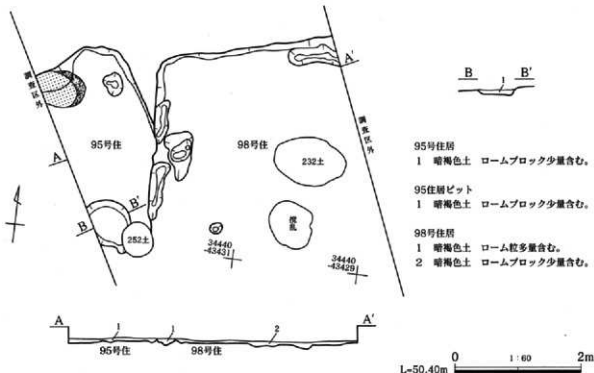 調査区外
A'
調査区外
95号住
98号住
232土
A
B
B'
252土
攪乱
34440
-43431
34440
-43429
B
B'
1
95号住居
1 暗褐色土 ロームブロック少量含む。
95住居ピット
1 暗褐色土 ロームブロック少量含む。
98号住居
1 暗褐色土 ローム粒多量含む。
2 暗褐色土 ロームブロック少量含む。
A
A'
1
1
2
95号住
98号住
L=50.40m
0
1:60
2m